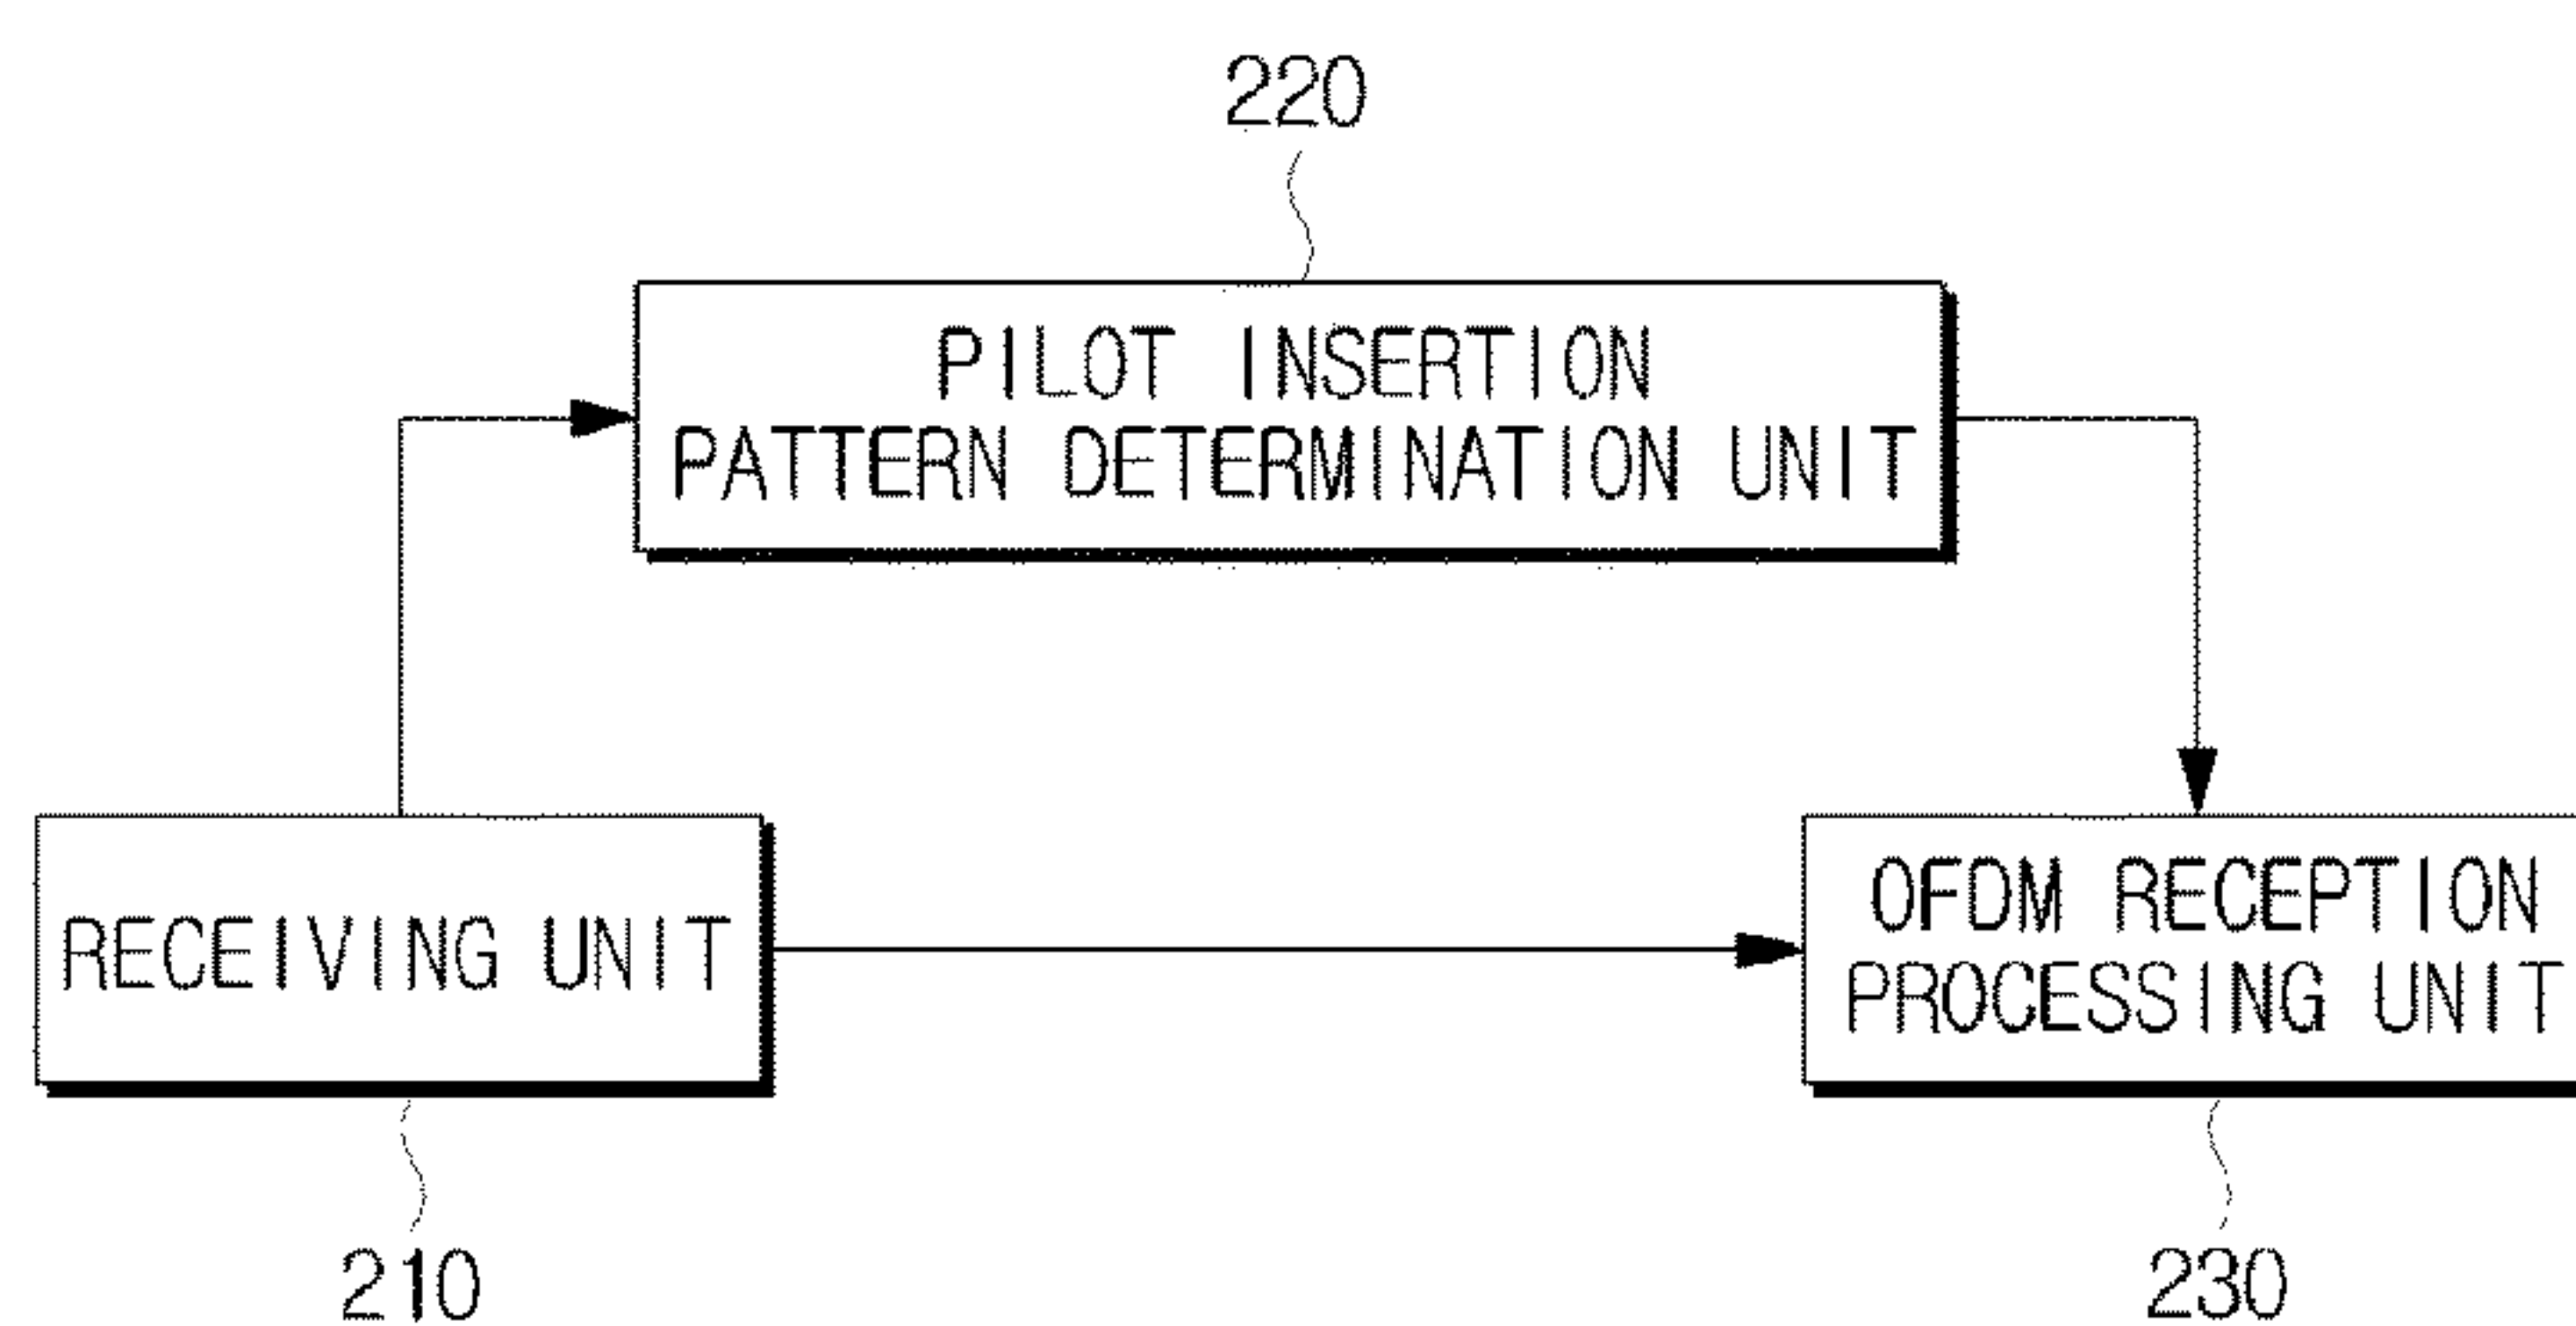 220
PILOT INSERTION
PATTERN DETERMINATION UNIT
RECEIVING UNIT
OFDM RECEPTION
PROCESSING UNIT
210
230